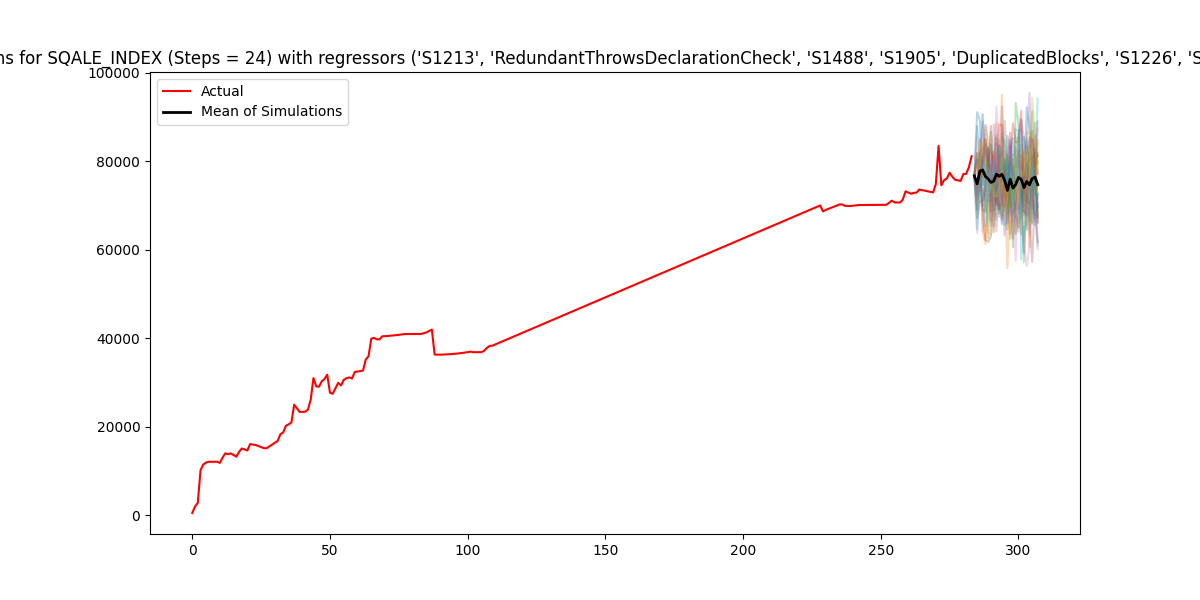 ns for SQALE_INDEX (Steps = 24) with regressors ('S1213', 'RedundantThrowsDeclarationCheck', 'S1488', 'S1905', 'DuplicatedBlocks', 'S1226', 'S
Actual
Mean of Simulations
100000
80000
60000
40000
20000
0
0 50 100 150 200 250 300